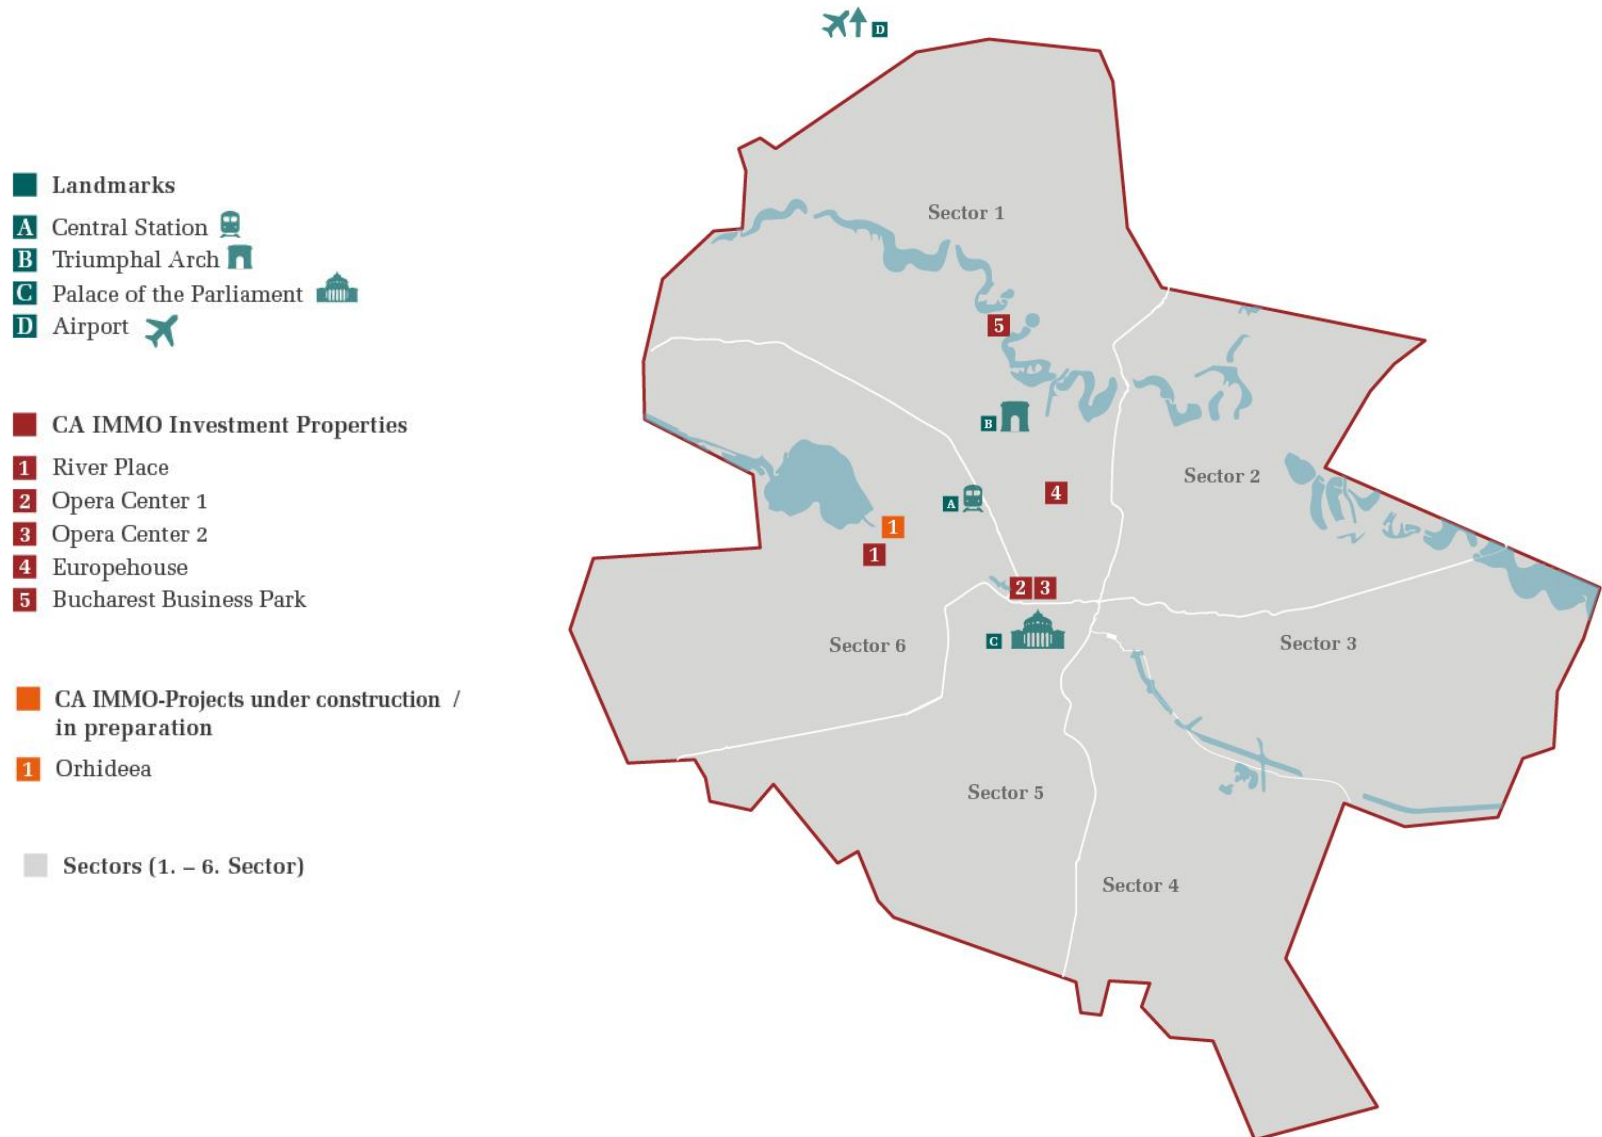 Landmarks
A Central Station
B Triumphal Arch
C Palace of the Parliament
D Airport
CA IMMO Investment Properties
1 River Place
2 Opera Center 1
3 Opera Center 2
4 Europehouse
5 Bucharest Business Park
CA IMMO-Projects under construction /
in preparation
1 Orhideea
Sectors (1. – 6. Sector)
D
Sector 1
5
B
Sector 2
4
A
1
1
2 3
C
Sector 6
Sector 3
Sector 5
Sector 4